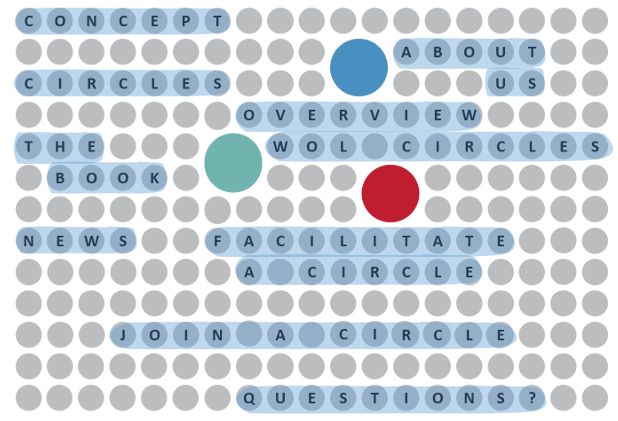 CONCEPT
ABOUT
CIRCLES
US
OVERVIEW
THE
WOL CIRCLES
BOOK
NEWS
FACILITATE
A CIRCLE
JOIN A CIRCLE
QUESTIONS?